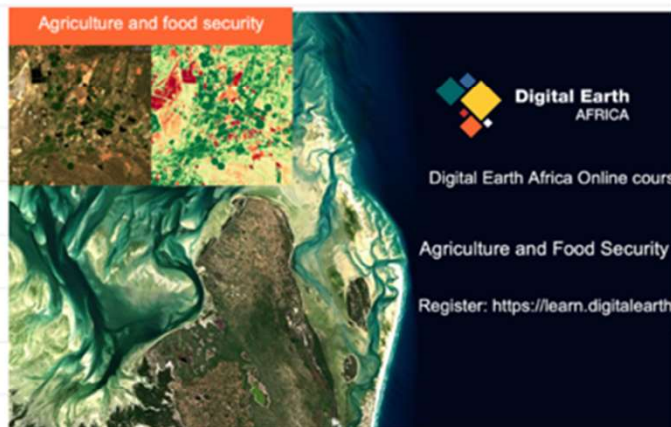 Agriculture and food security
Digital Earth
AFRICA
Digital Earth Africa Online cours
Agriculture and Food Security
Register: https://learn.digitalearth